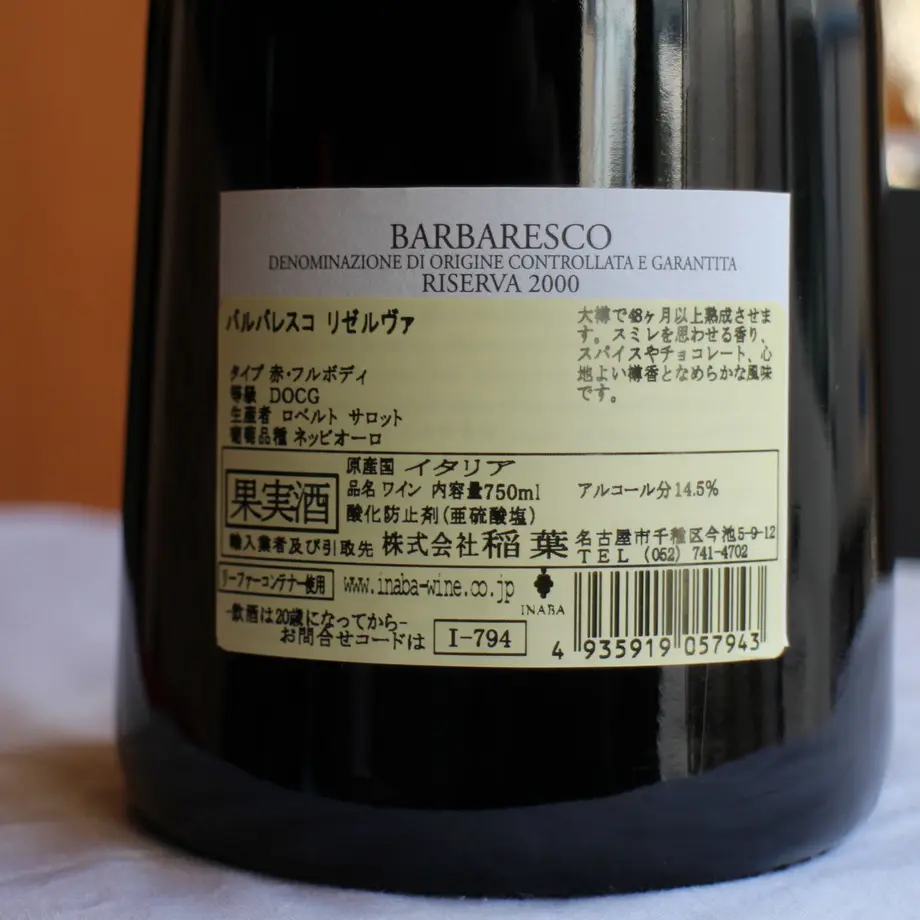 BARBARESCO
DENOMINAZIONE DI ORIGINE CONTROLLATA E GARANTITA
RISERVA 2000
バルバレスコ リゼルヴァ
大樽で48ヶ月以上熟成させま
す。スミレを思わせる香り、
スパイスやチョコレート、心
地よい樽香となめらかな風味
です。
タイプ 赤・フルボディ
等級 DOCG
生産者 ロベルト サロット
葡萄品種 ネッビオーロ
果実酒
原産国 イタリア
品名 ワイン 内容量750ml アルコール分14.5%
酸化防止剤(亜硫酸塩)
輸入業者及び引取先 株式会社 稲葉 名古屋市千種区今池5-9-12
TEL (052) 741-4702
リーファーコンテナー使用 www.inaba-wine.co.jp
INABA
-飲酒は20歳になってから-
お問合せコードは I-794
4 935919 057943